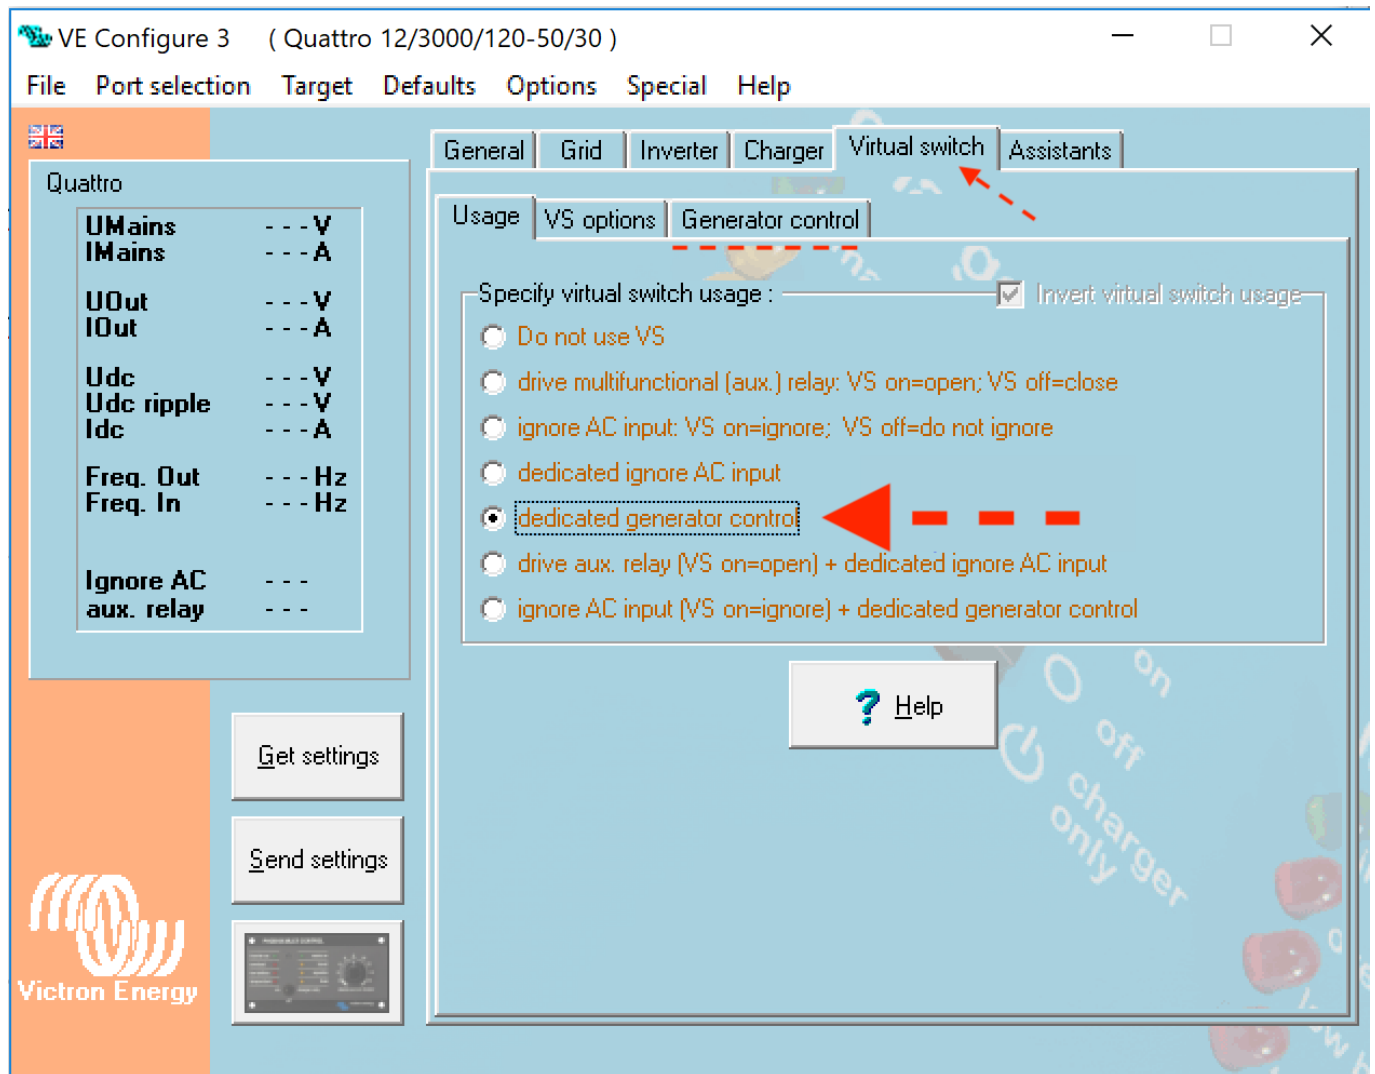 VE Configure 3 ( Quattro 12/3000/120-50/30 )
File Port selection Target Defaults Options Special Help
General Grid Inverter Charger Virtual switch Assistants
Quattro
UMains ---V
IMains ---A
UOut ---V
IOut ---A
Udc ---V
Udc ripple ---V
Idc ---A
Freq. Out ---Hz
Freq. In ---Hz
Ignore AC ---
aux. relay ---
Usage VS options Generator control
Specify virtual switch usage : Invert virtual switch usage
Do not use VS
drive multifunctional (aux.) relay: VS on=open; VS off=close
ignore AC input: VS on=ignore; VS off=do not ignore
dedicated ignore AC input
dedicated generator control
drive aux. relay (VS on=open) + dedicated ignore AC input
ignore AC input (VS on=ignore) + dedicated generator control
? Help
Get settings
Send settings
Victron Energy
on
off
charger
only